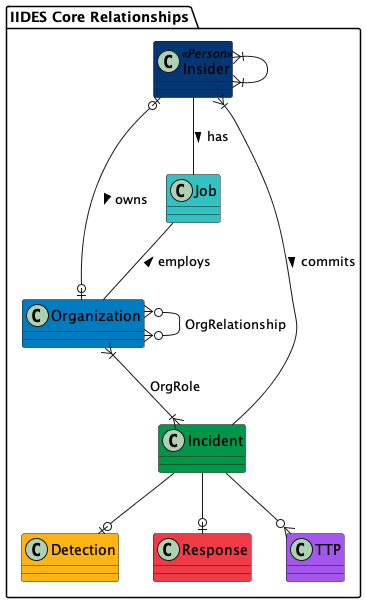 IIDES Core Relationships
C «Person»
Insider
has
C Job
owns
employs
commits
C Organization
OrgRelationship
OrgRole
C Incident
C Detection
C Response
C TTP